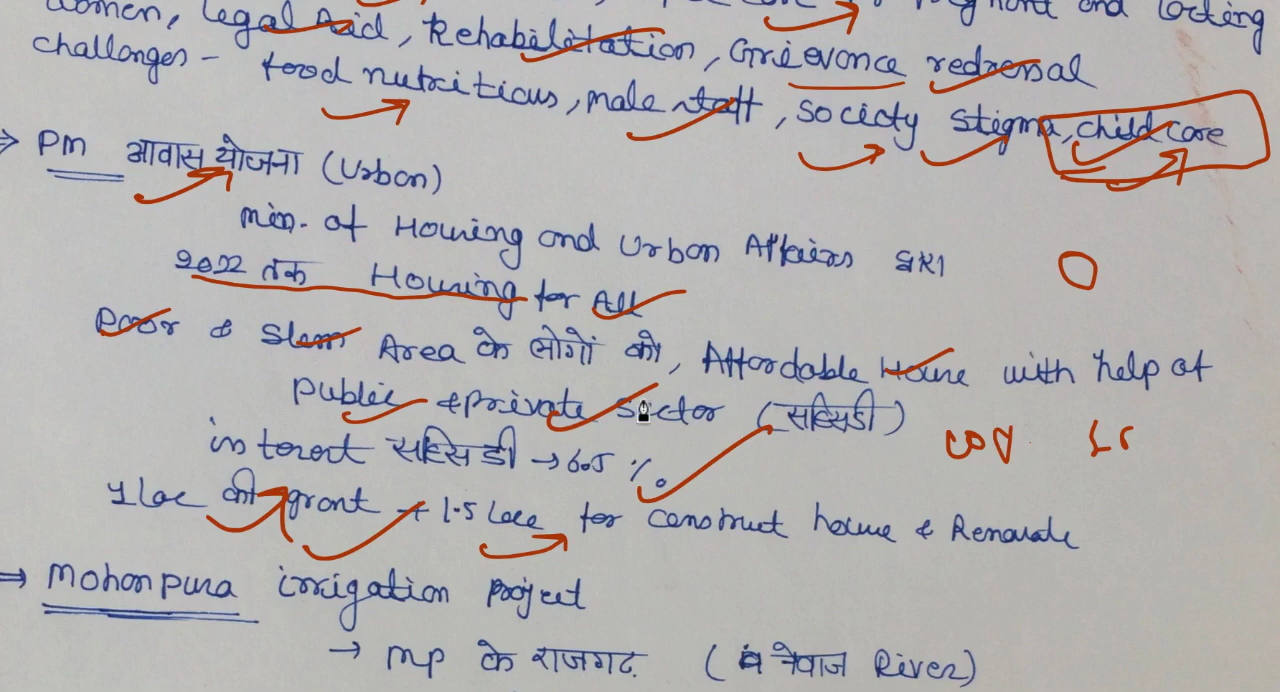 women, Legal Aid, Rehabilitation, Grievance redressal
challanges - food nutritious, male staff, Society Stigma, child care
⇒ PM आवास योजना (Urban)
min. of Housing and Urban Affairs द्वारा
2022 तक Housing for All
Poor & Slum Area के लोगों को, Affordable House with help of
Public & private Sector (सब्सिडी)
interest सब्सिडी → 6.5 %.
1 lac की grant + 1.5 lac for construct house & Renovate
⇒ Mohanpura irrigation project
→ MP के राजगढ़ (नेवाज River)